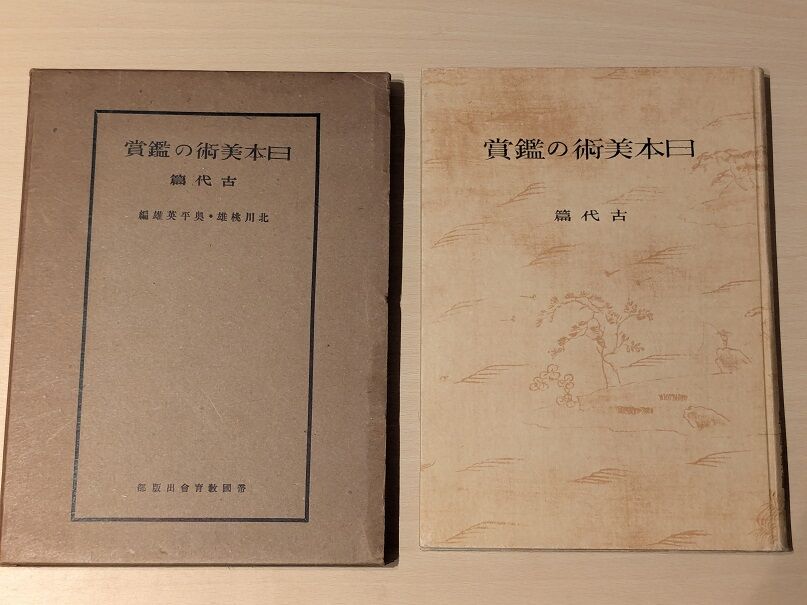 日本美術の鑑賞
古代篇
北川桃雄・奥平英雄編
帝國敎育會出版部
日本美術の鑑賞
古代篇